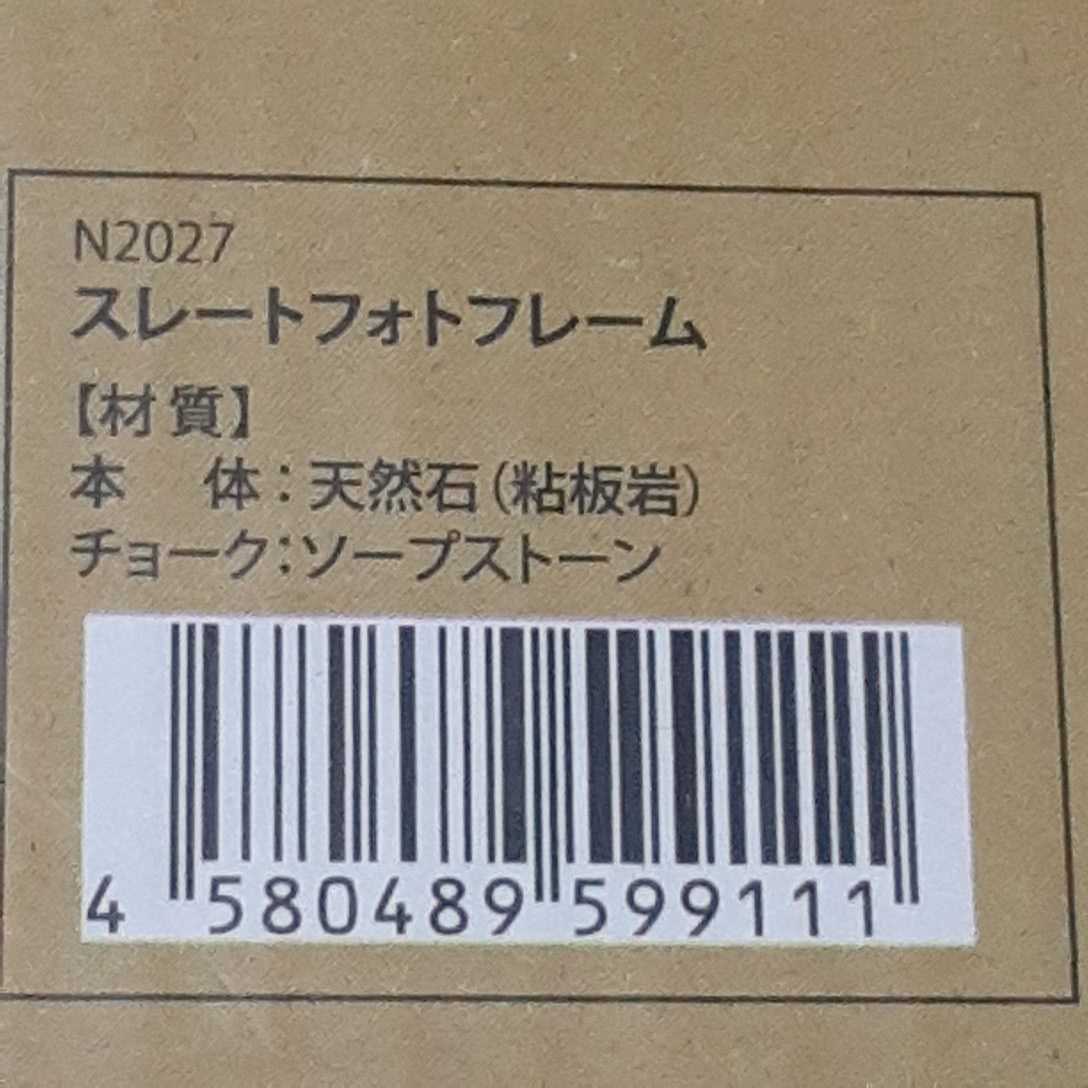 N2027
スレートフォトフレーム
【材質】
本　体：天然石（粘板岩）
チョーク：ソープストーン
4 580489 599111